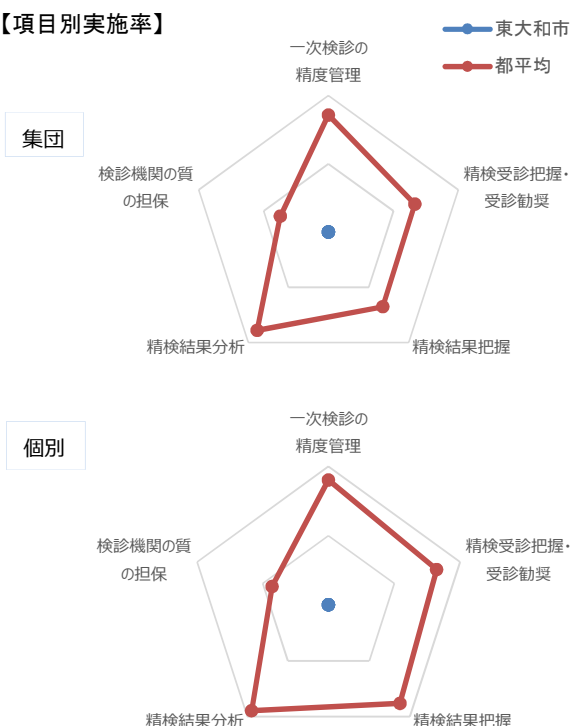 【項目別実施率】
東大和市
都平均
集団
一次検診の
精度管理
精検受診把握・
受診勧奨
精検結果把握
精検結果分析
検診機関の質
の担保
個別
一次検診の
精度管理
精検受診把握・
受診勧奨
精検結果把握
精検結果分析
検診機関の質
の担保